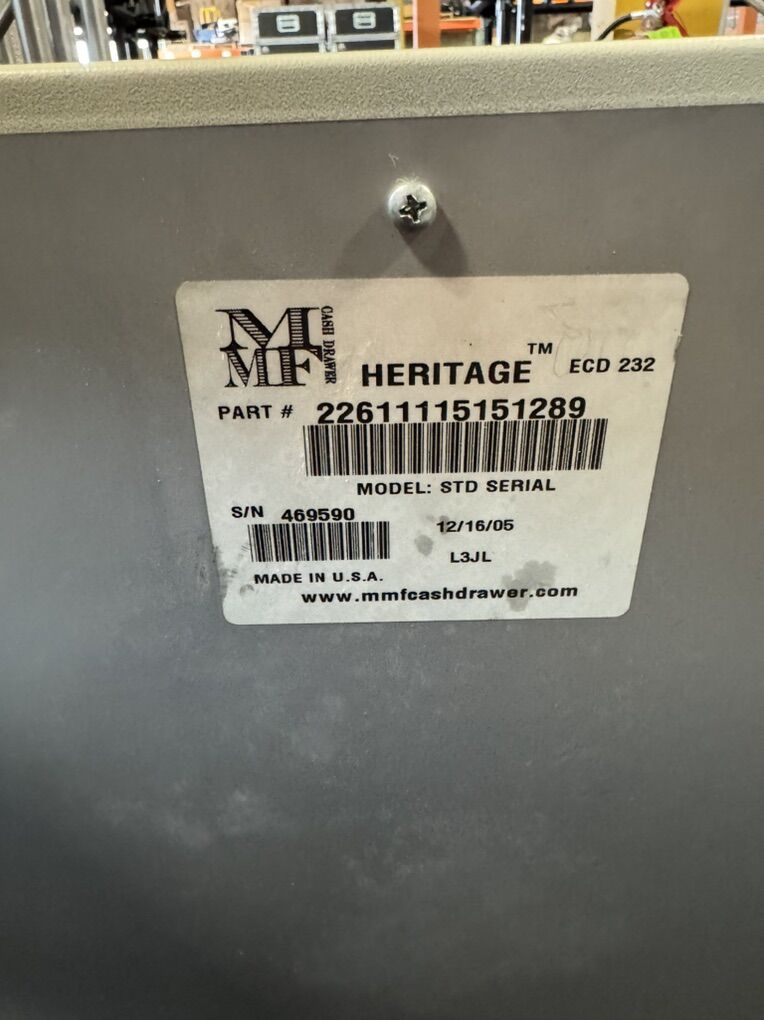 MMF CASH DRAWER
HERITAGE™ ECD 232
PART # 22611115151289
MODEL: STD SERIAL
S/N 469590 12/16/05
L3JL
MADE IN U.S.A.
www.mmfcashdrawer.com